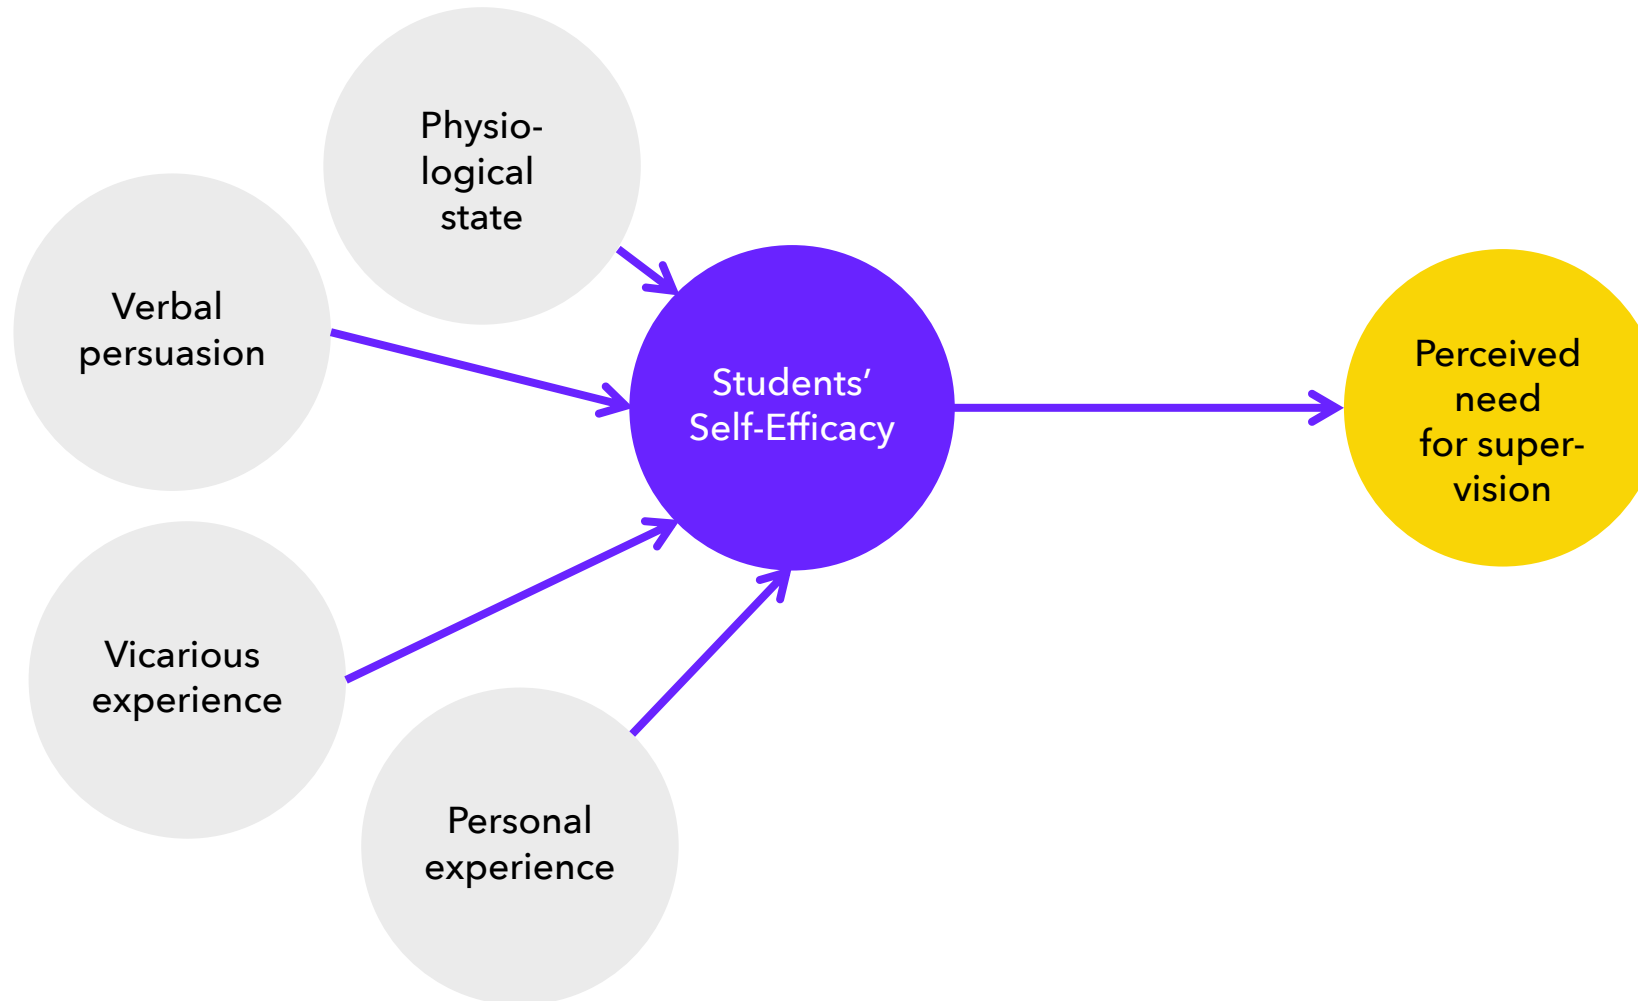 Physio-
logical
state
Verbal
persuasion
Students’
Self-Efficacy
Perceived
need
for super-
vision
Vicarious
experience
Personal
experience